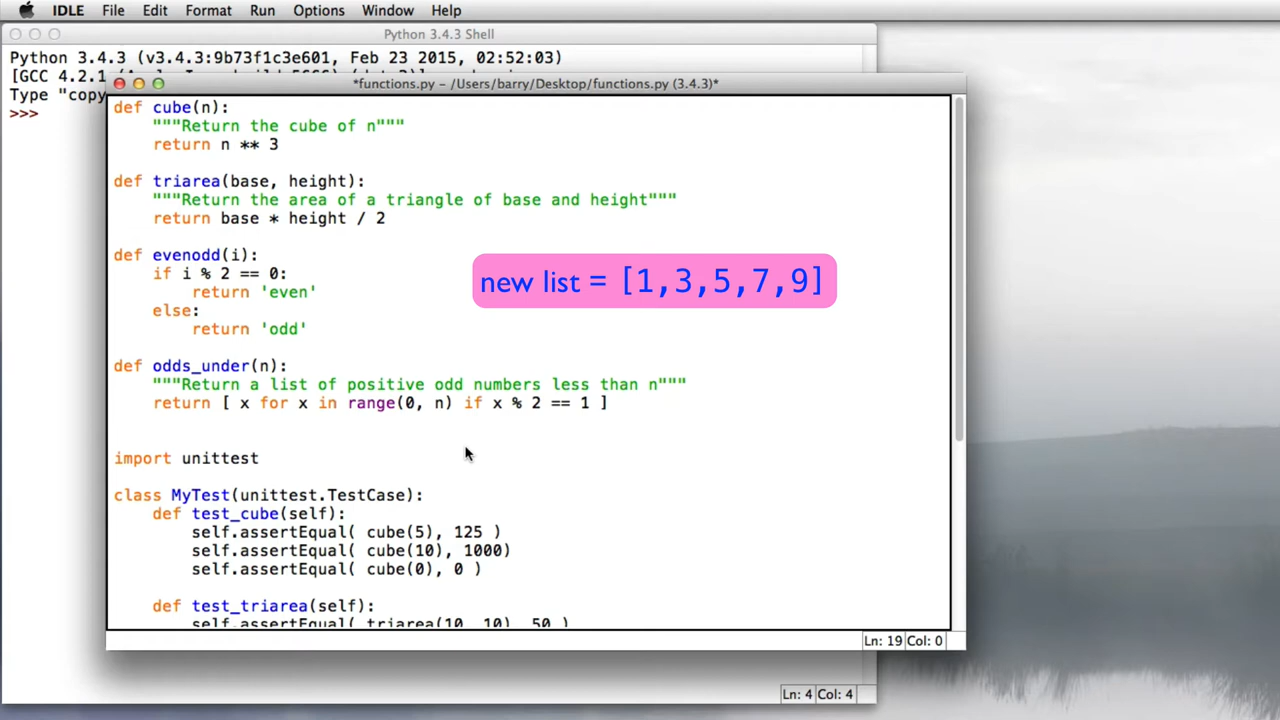 IDLE File Edit Format Run Options Window Help
Python 3.4.3 Shell
Python 3.4.3 (v3.4.3:9b73f1c3e601, Feb 23 2015, 02:52:03)
[GCC 4.2.1
Type "copy
>>>
*functions.py - /Users/barry/Desktop/functions.py (3.4.3)*
def cube(n):
    """Return the cube of n"""
    return n ** 3
def triarea(base, height):
    """Return the area of a triangle of base and height"""
    return base * height / 2
def evenodd(i):
    if i % 2 == 0:
        return 'even'
    else:
        return 'odd'
new list = [1,3,5,7,9]
def odds_under(n):
    """Return a list of positive odd numbers less than n"""
    return [ x for x in range(0, n) if x % 2 == 1 ]
import unittest
class MyTest(unittest.TestCase):
    def test_cube(self):
        self.assertEqual( cube(5), 125 )
        self.assertEqual( cube(10), 1000)
        self.assertEqual( cube(0), 0 )
    def test_triarea(self):
        self.assertEqual( triarea(10, 10), 50 )
Ln: 19 Col: 0
Ln: 4 Col: 4